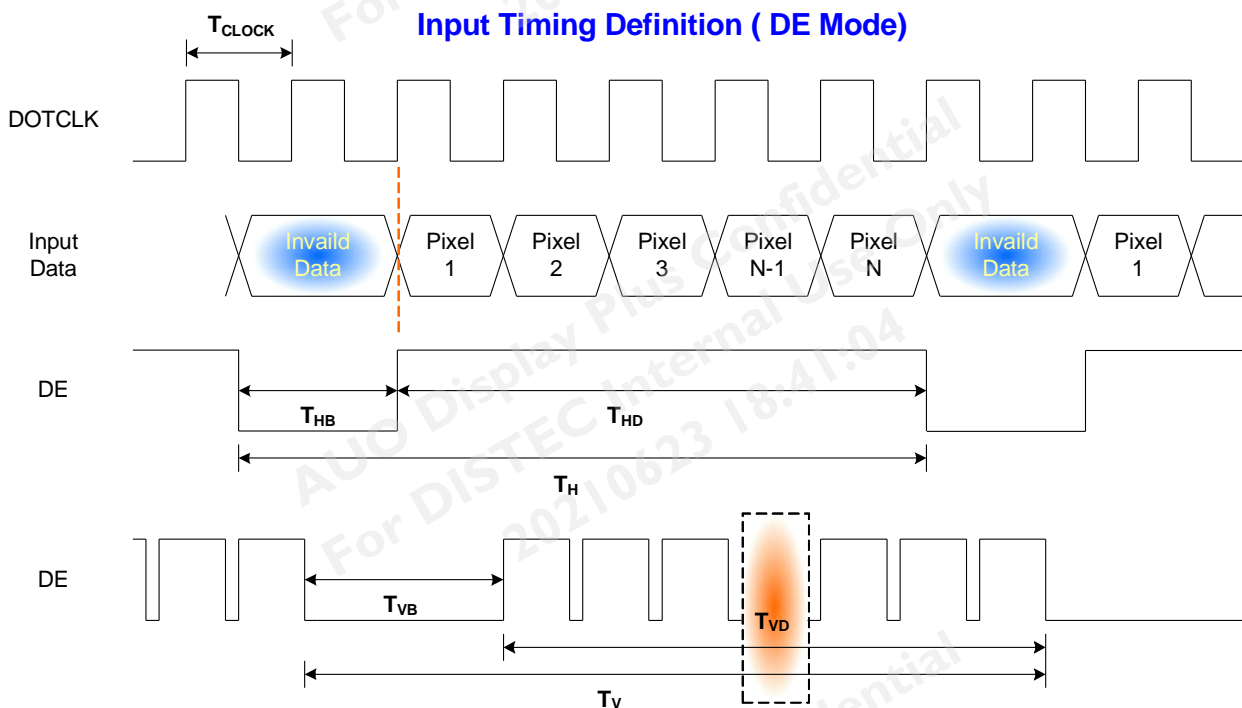 Input Timing Definition ( DE Mode)
TCLOCK
DOTCLK
Input
Data
Invaild
Data
Pixel
1
Pixel
2
Pixel
3
Pixel
N-1
Pixel
N
Invaild
Data
Pixel
1
DE
THB
THD
TH
DE
TVB
TVD
TV
AUO Display Plus Confidential
For DISTEC Internal Use Only
20210623 18:41:04